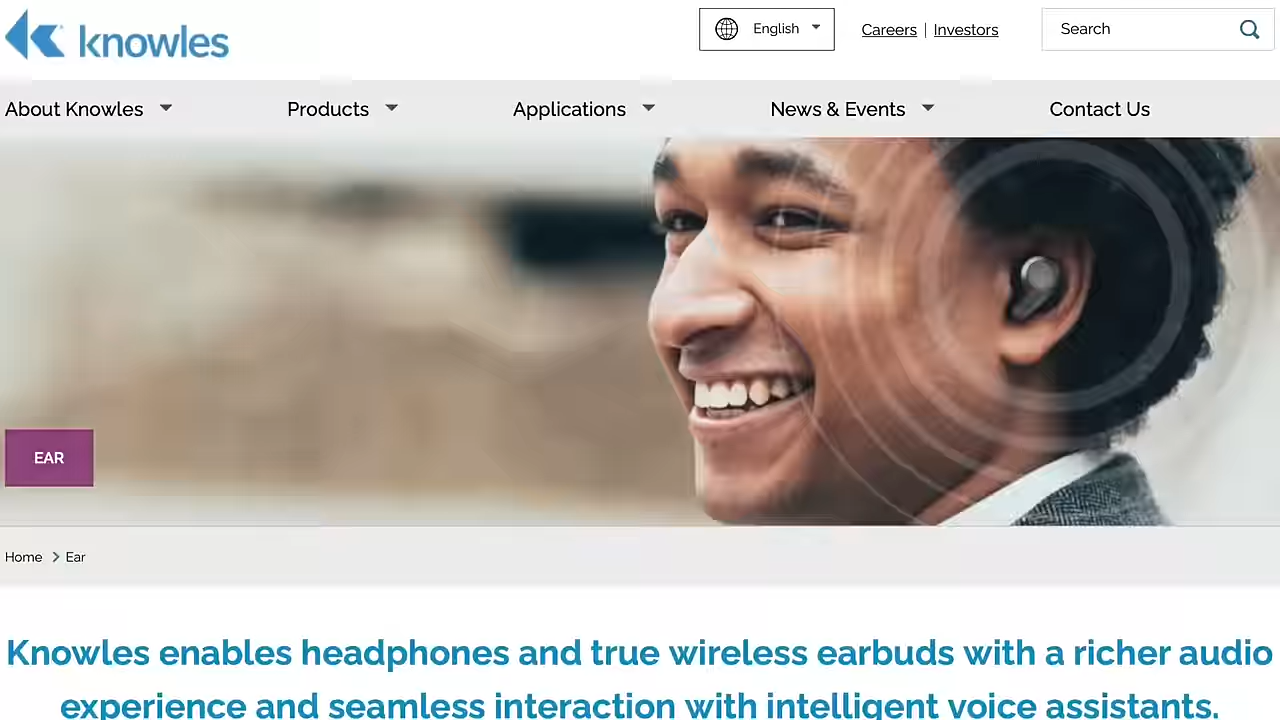 knowles
English
Careers | Investors
Search
About Knowles
Products
Applications
News & Events
Contact Us
EAR
Home > Ear
Knowles enables headphones and true wireless earbuds with a richer audio
experience and seamless interaction with intelligent voice assistants.